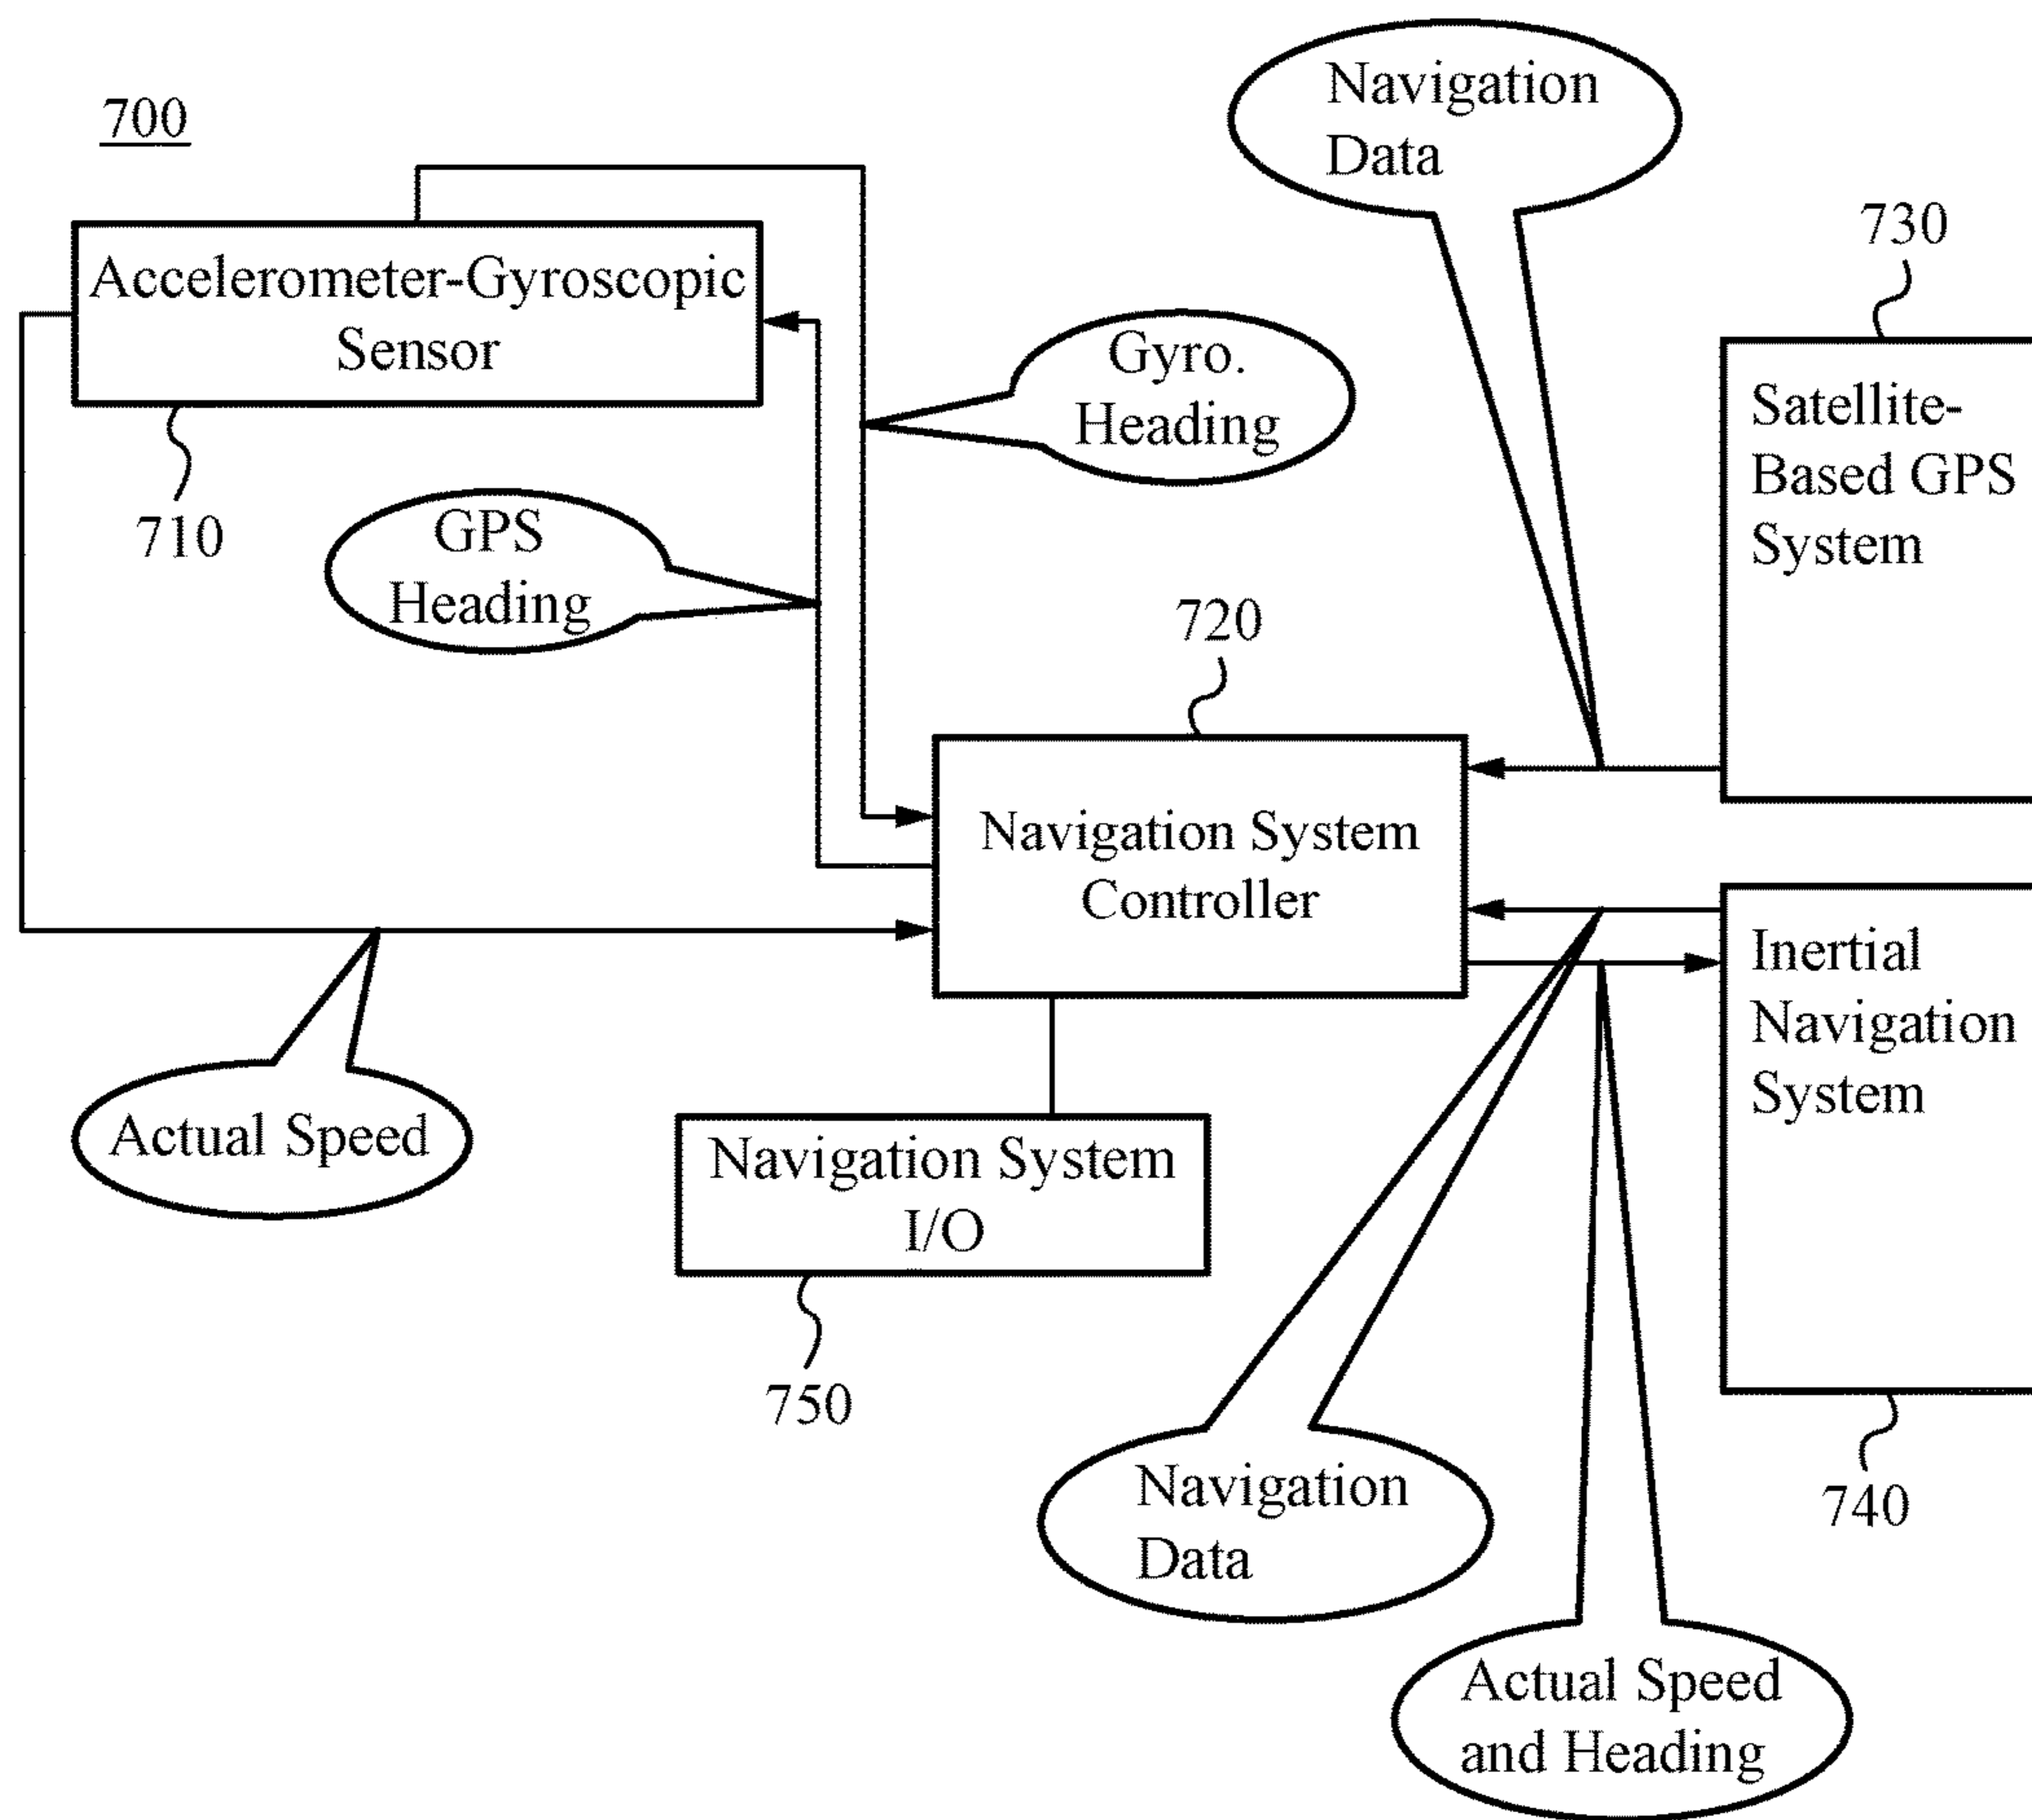 700
Navigation
Data
730
Accelerometer-Gyroscopic
Sensor
Gyro.
Heading
Satellite-
Based GPS
System
710
GPS
Heading
720
Navigation System
Controller
Inertial
Navigation
System
Actual Speed
Navigation System
I/O
750
Navigation
Data
740
Actual Speed
and Heading